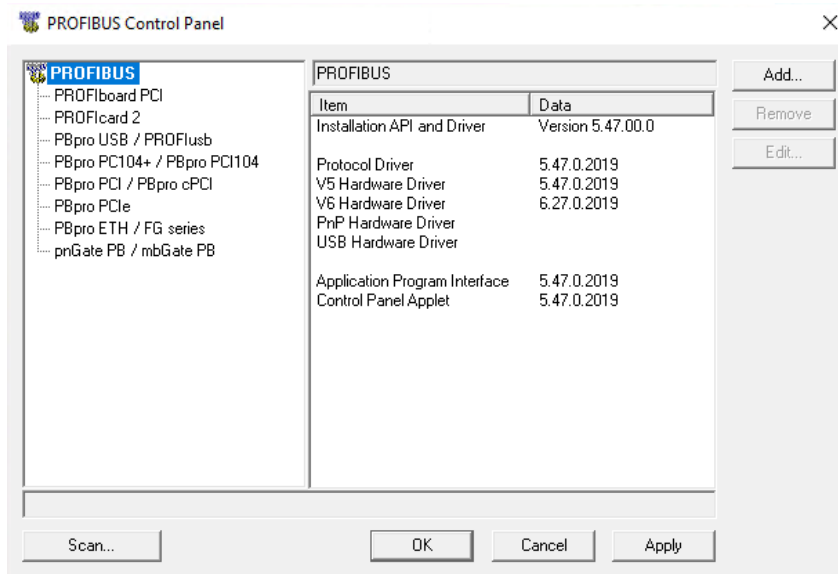 PROFIBUS Control Panel
PROFIBUS
PROFIboard PCI
PROFIcard 2
PBpro USB / PROFIusb
PBpro PC104+ / PBpro PCI104
PBpro PCI / PBpro cPCI
PBpro PCIe
PBpro ETH / FG series
pnGate PB / mbGate PB
PROFIBUS
Item Data
Installation API and Driver Version 5.47.00.0
Protocol Driver 5.47.0.2019
V5 Hardware Driver 5.47.0.2019
V6 Hardware Driver 6.27.0.2019
PnP Hardware Driver
USB Hardware Driver
Application Program Interface 5.47.0.2019
Control Panel Applet 5.47.0.2019
Add...
Remove
Edit...
Scan... OK Cancel Apply